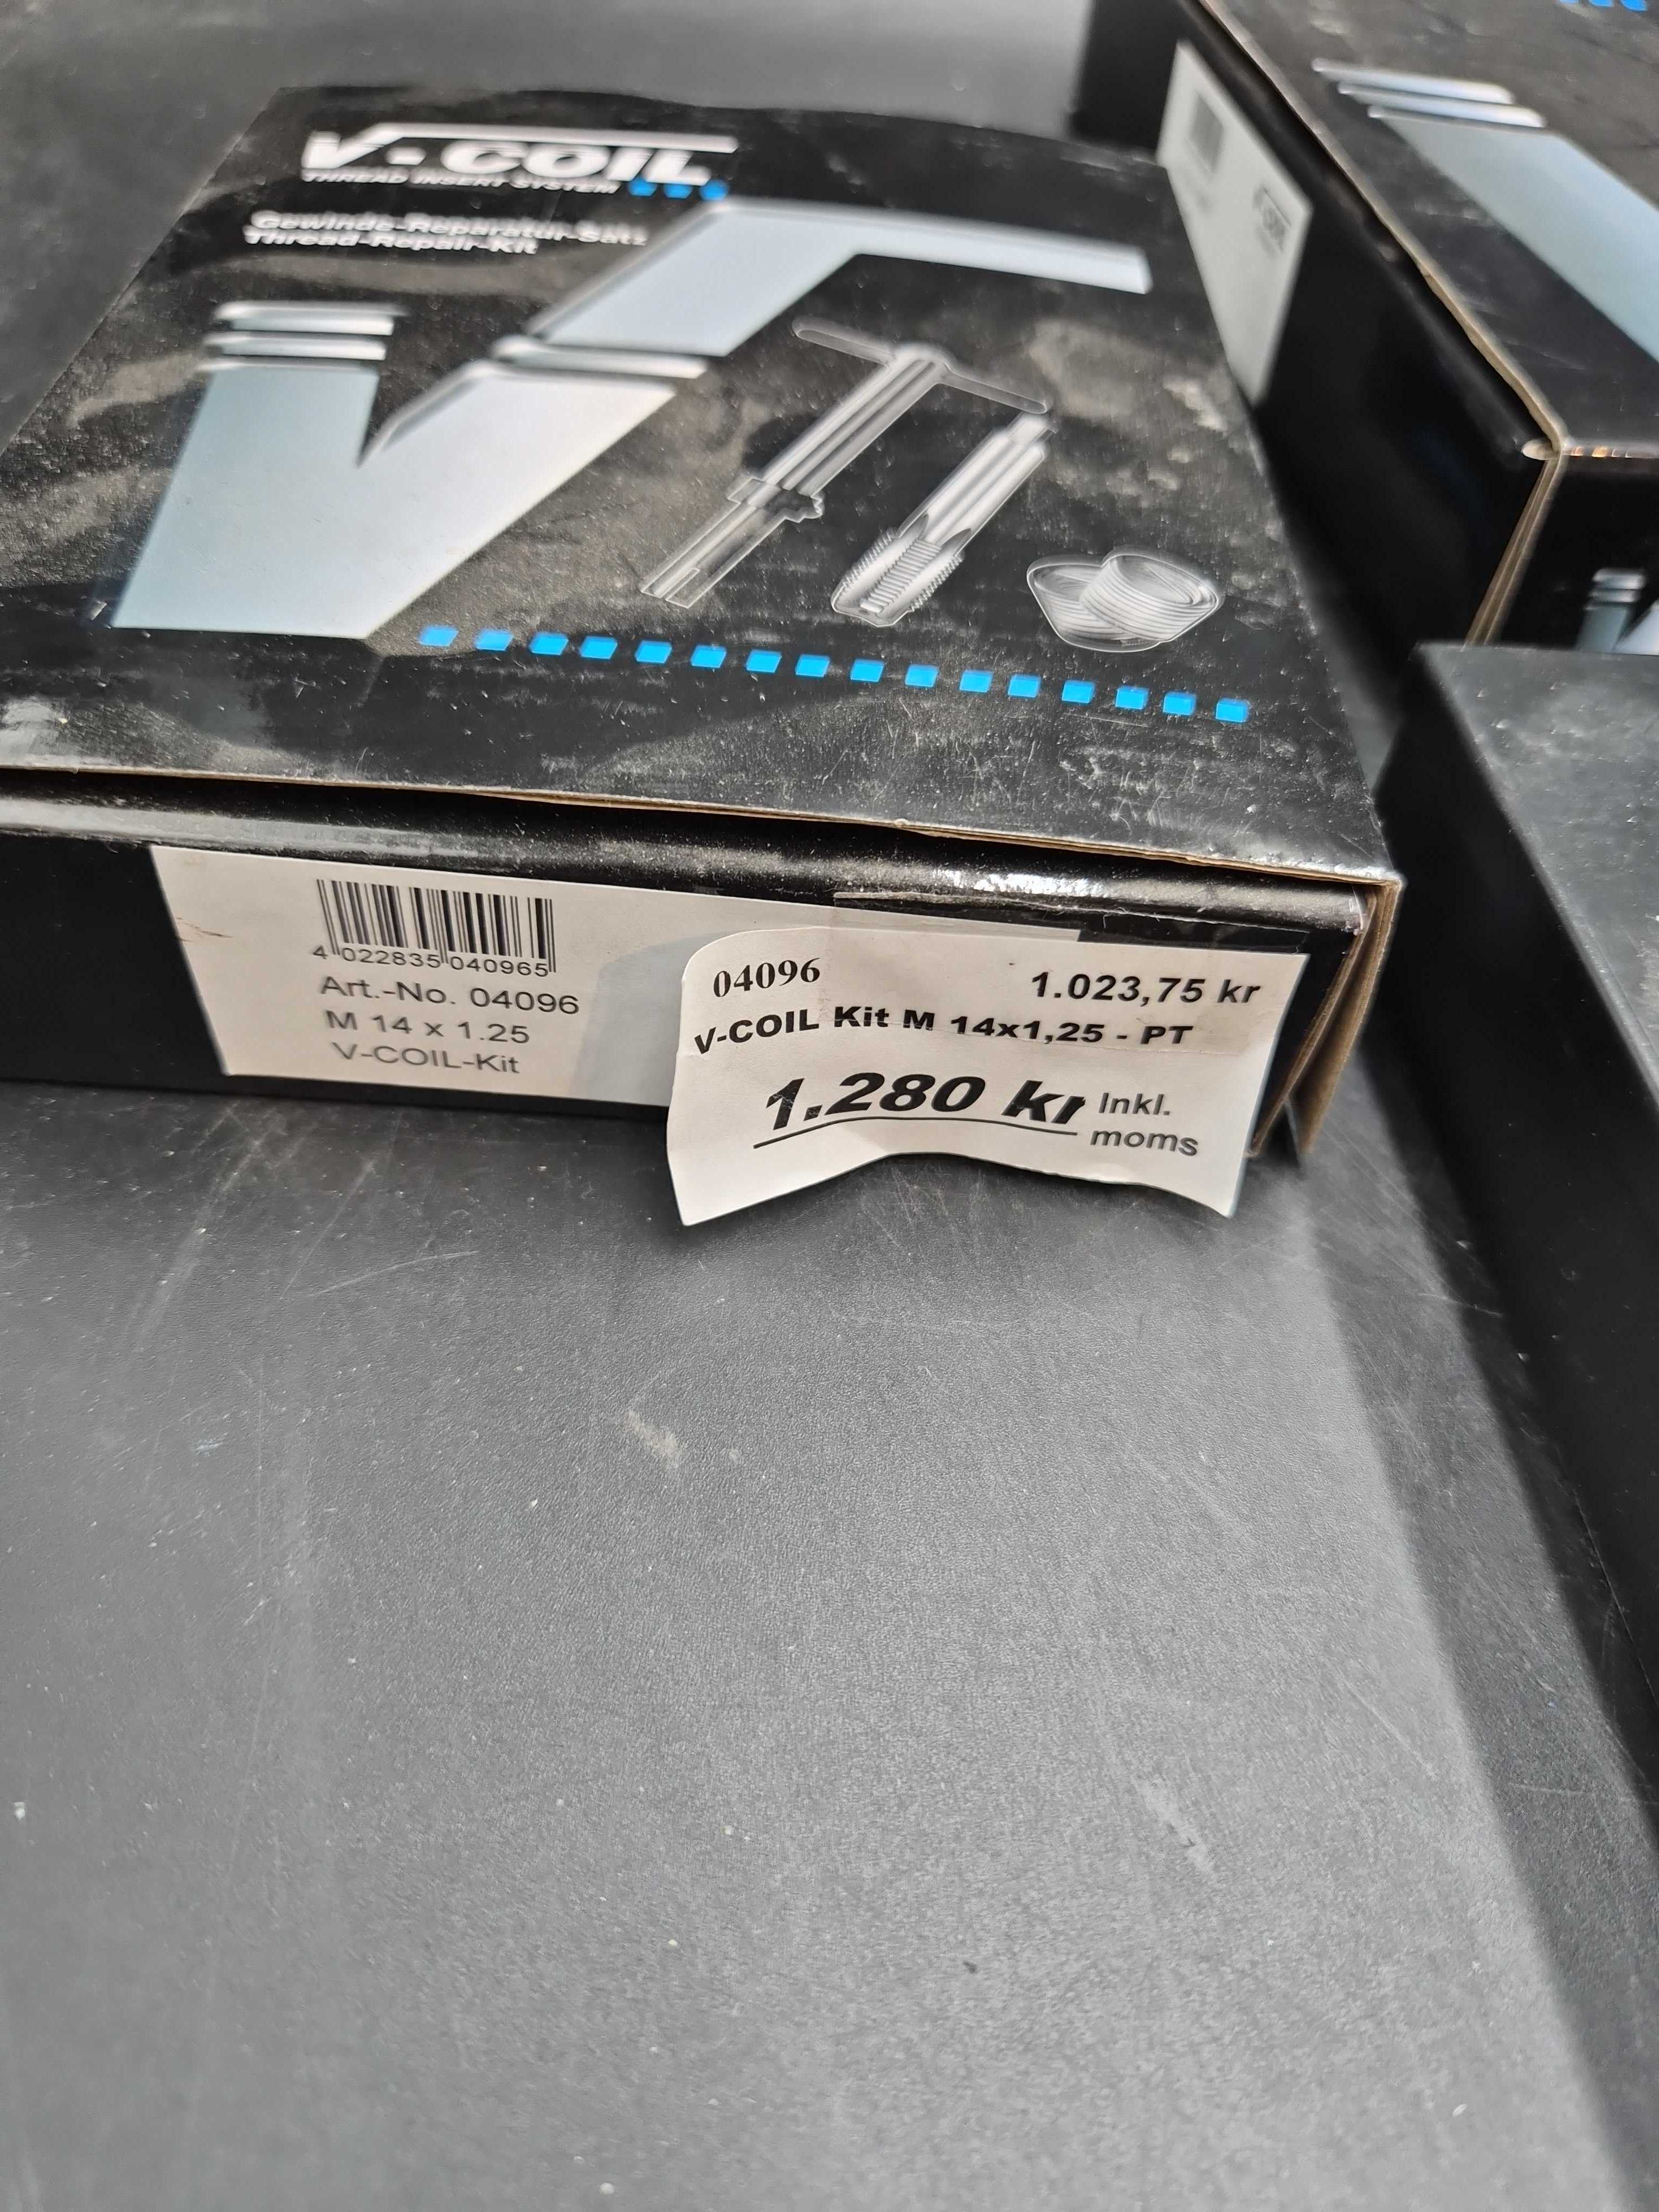 V-COIL
THREAD INSERT SYSTEM
Gewinde-Reparatur-Satz
Thread-Repair-Kit
4 022835 040965
Art.-No. 04096
M 14 x 1.25
V-COIL-Kit
04096 1.023,75 kr
V-COIL Kit M 14x1,25 - PT
1.280 kr Inkl.
moms